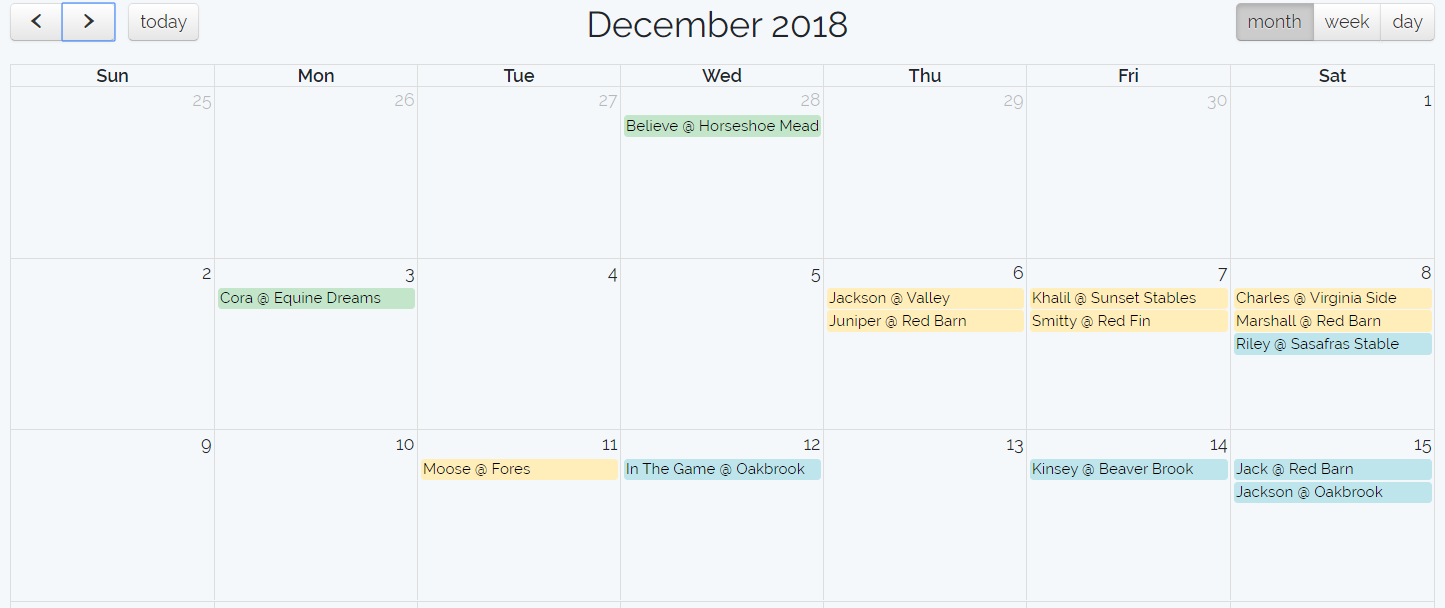 today
December 2018
month week day
Sun Mon Tue Wed Thu Fri Sat
25 26 27 28 29 30 1
Believe @ Horseshoe Mead
2 3 4 5 6 7 8
Cora @ Equine Dreams Jackson @ Valley Khalil @ Sunset Stables Charles @ Virginia Side
Juniper @ Red Barn Smitty @ Red Fin Marshall @ Red Barn
Riley @ Sasafras Stable
9 10 11 12 13 14 15
Moose @ Fores In The Game @ Oakbrook Kinsey @ Beaver Brook Jack @ Red Barn
Jackson @ Oakbrook